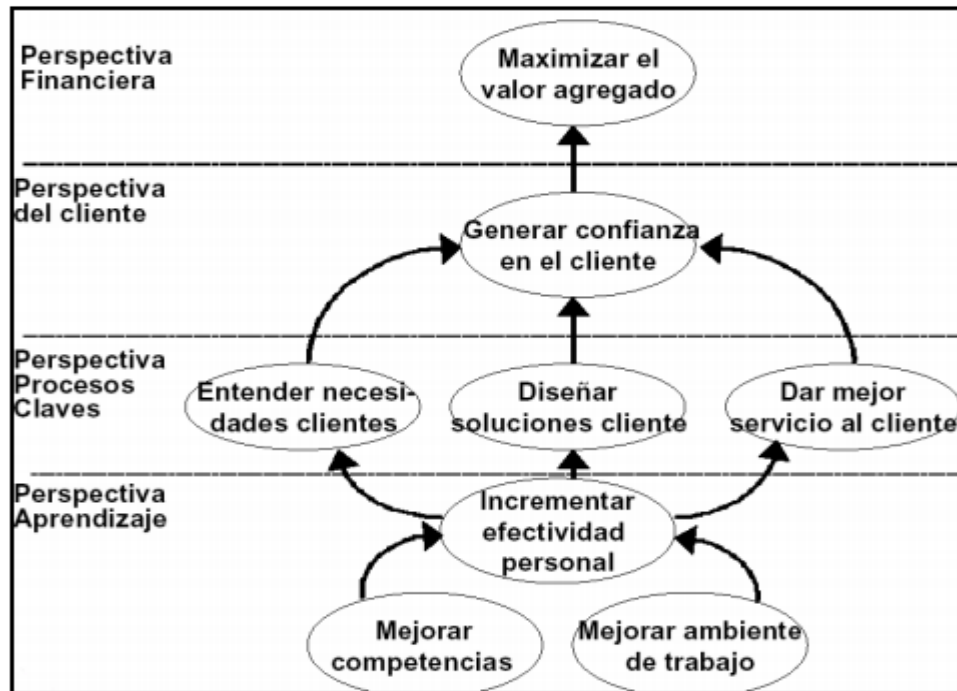 Perspectiva
Financiera
Maximizar el
valor agregado
Perspectiva
del cliente
Generar confianza
en el cliente
Perspectiva
Procesos
Claves
Entender necesi-
dades clientes
Diseñar
soluciones cliente
Dar mejor
servicio al cliente
Perspectiva
Aprendizaje
Incrementar
efectividad
personal
Mejorar
competencias
Mejorar ambiente
de trabajo